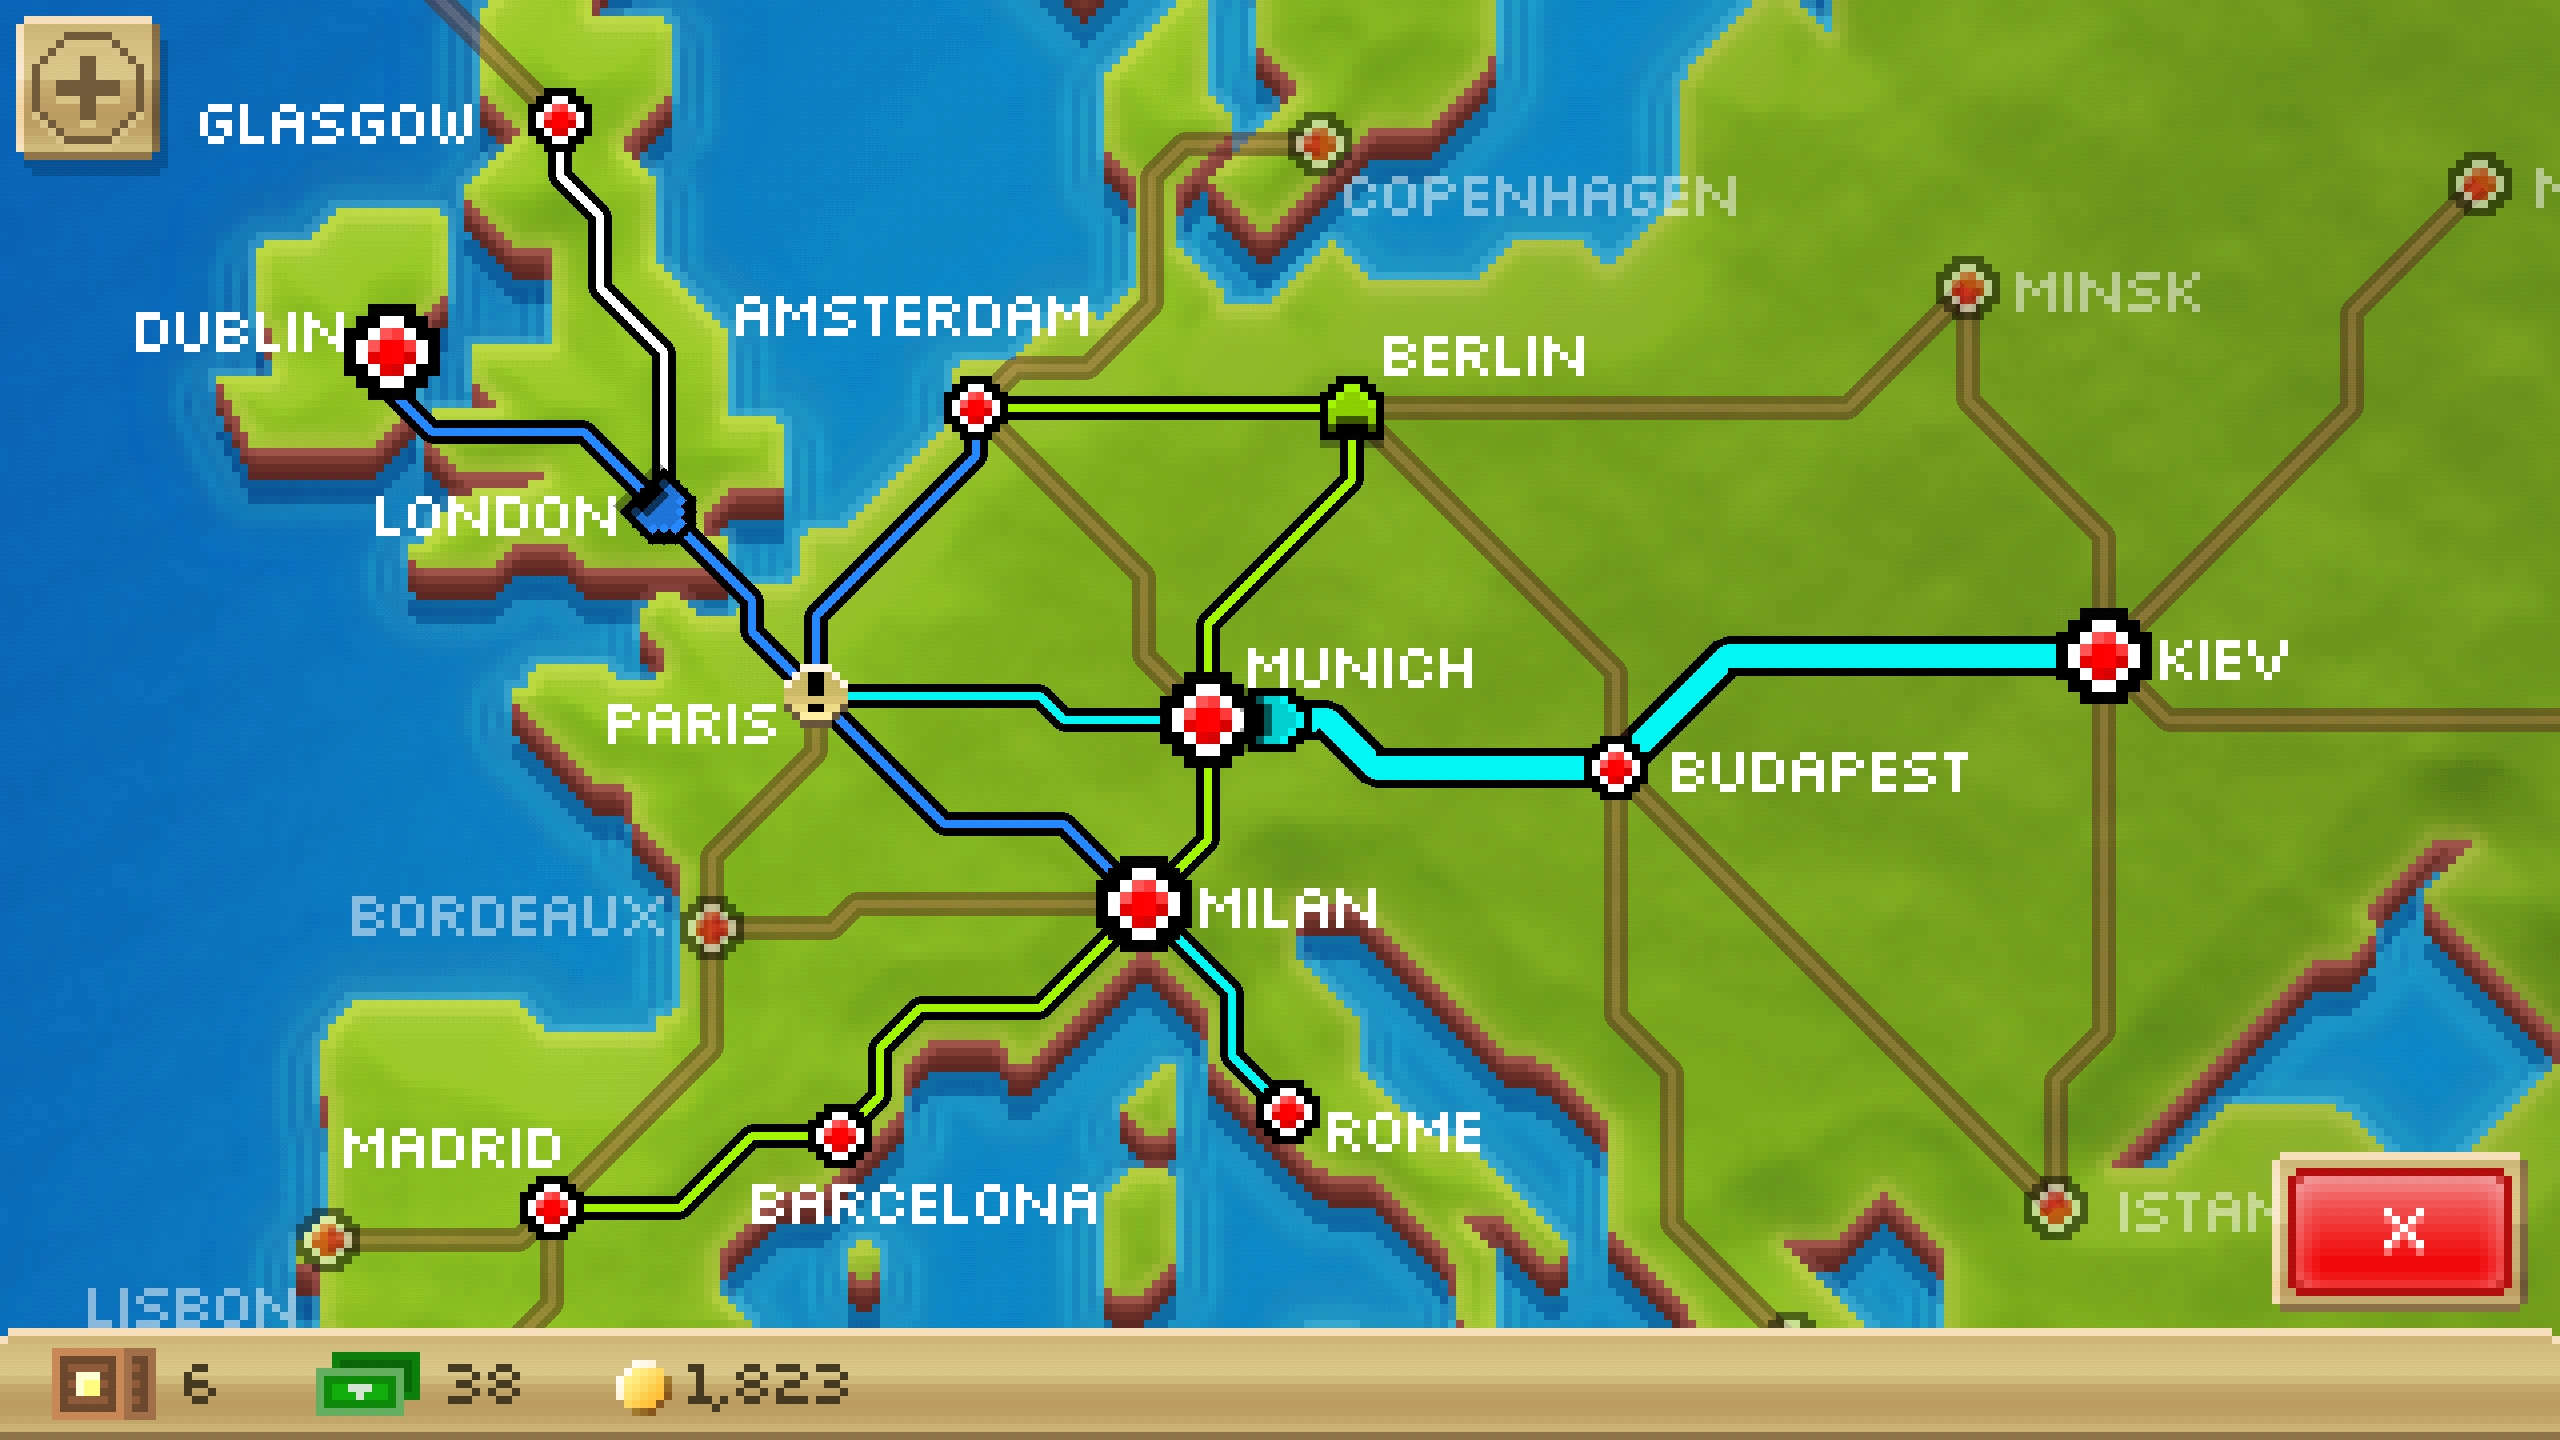 GLASGOW
COPENHAGEN
MINSK
DUBLIN
AMSTERDAM
BERLIN
LONDON
MUNICH
KIEV
PARIS
BUDAPEST
BORDEAUX
MILAN
MADRID
ROME
BARCELONA
ISTAN
LISBON
X
6
38
1,823